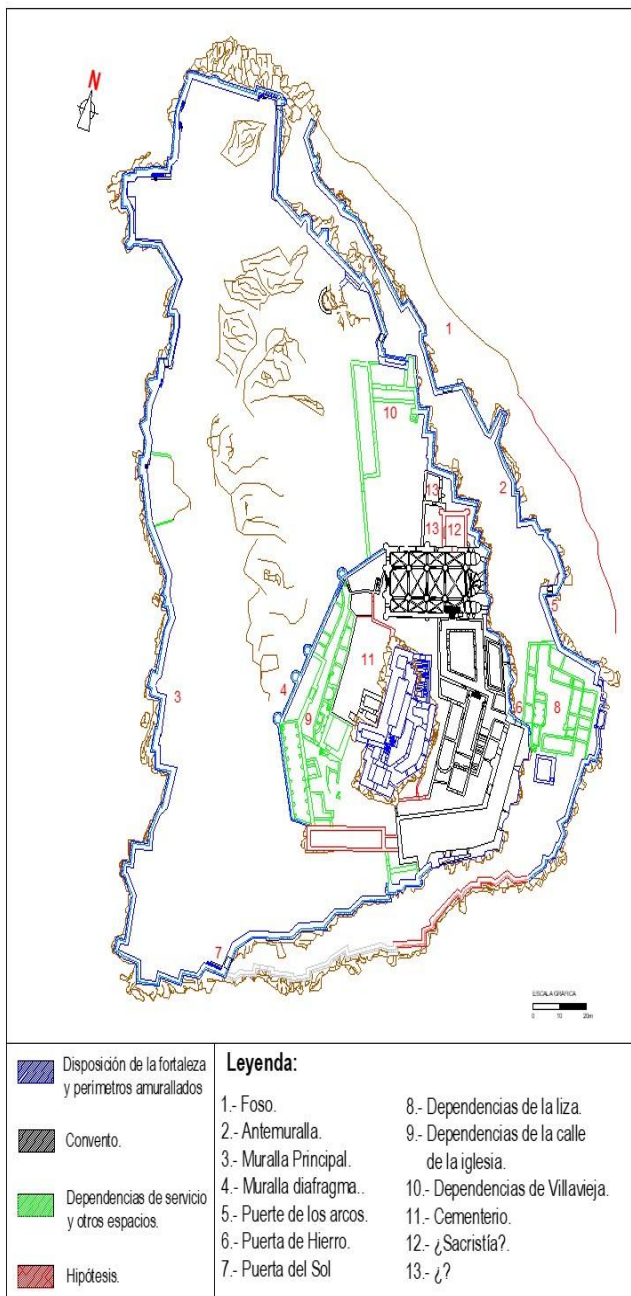 N
1
10
2
13
13
12
5
11
3
4
6
8
9
7
ESCALA GRAFICA
0 10 20m
Disposición de la fortaleza
y perimetros amurallados
Convento.
Dependencias de servicio
y otros espacios.
Hipótesis.
Leyenda:
1.- Foso.
2.- Antemuralla.
3.- Muralla Principal.
4.- Muralla diafragma..
5.- Puerte de los arcos.
6.- Puerta de Hierro.
7.- Puerta del Sol
8.- Dependencias de la liza.
9.- Dependencias de la calle
de la iglesia.
10.- Dependencias de Villavieja.
11.- Cementerio.
12.- ¿Sacristía?.
13.- ¿?